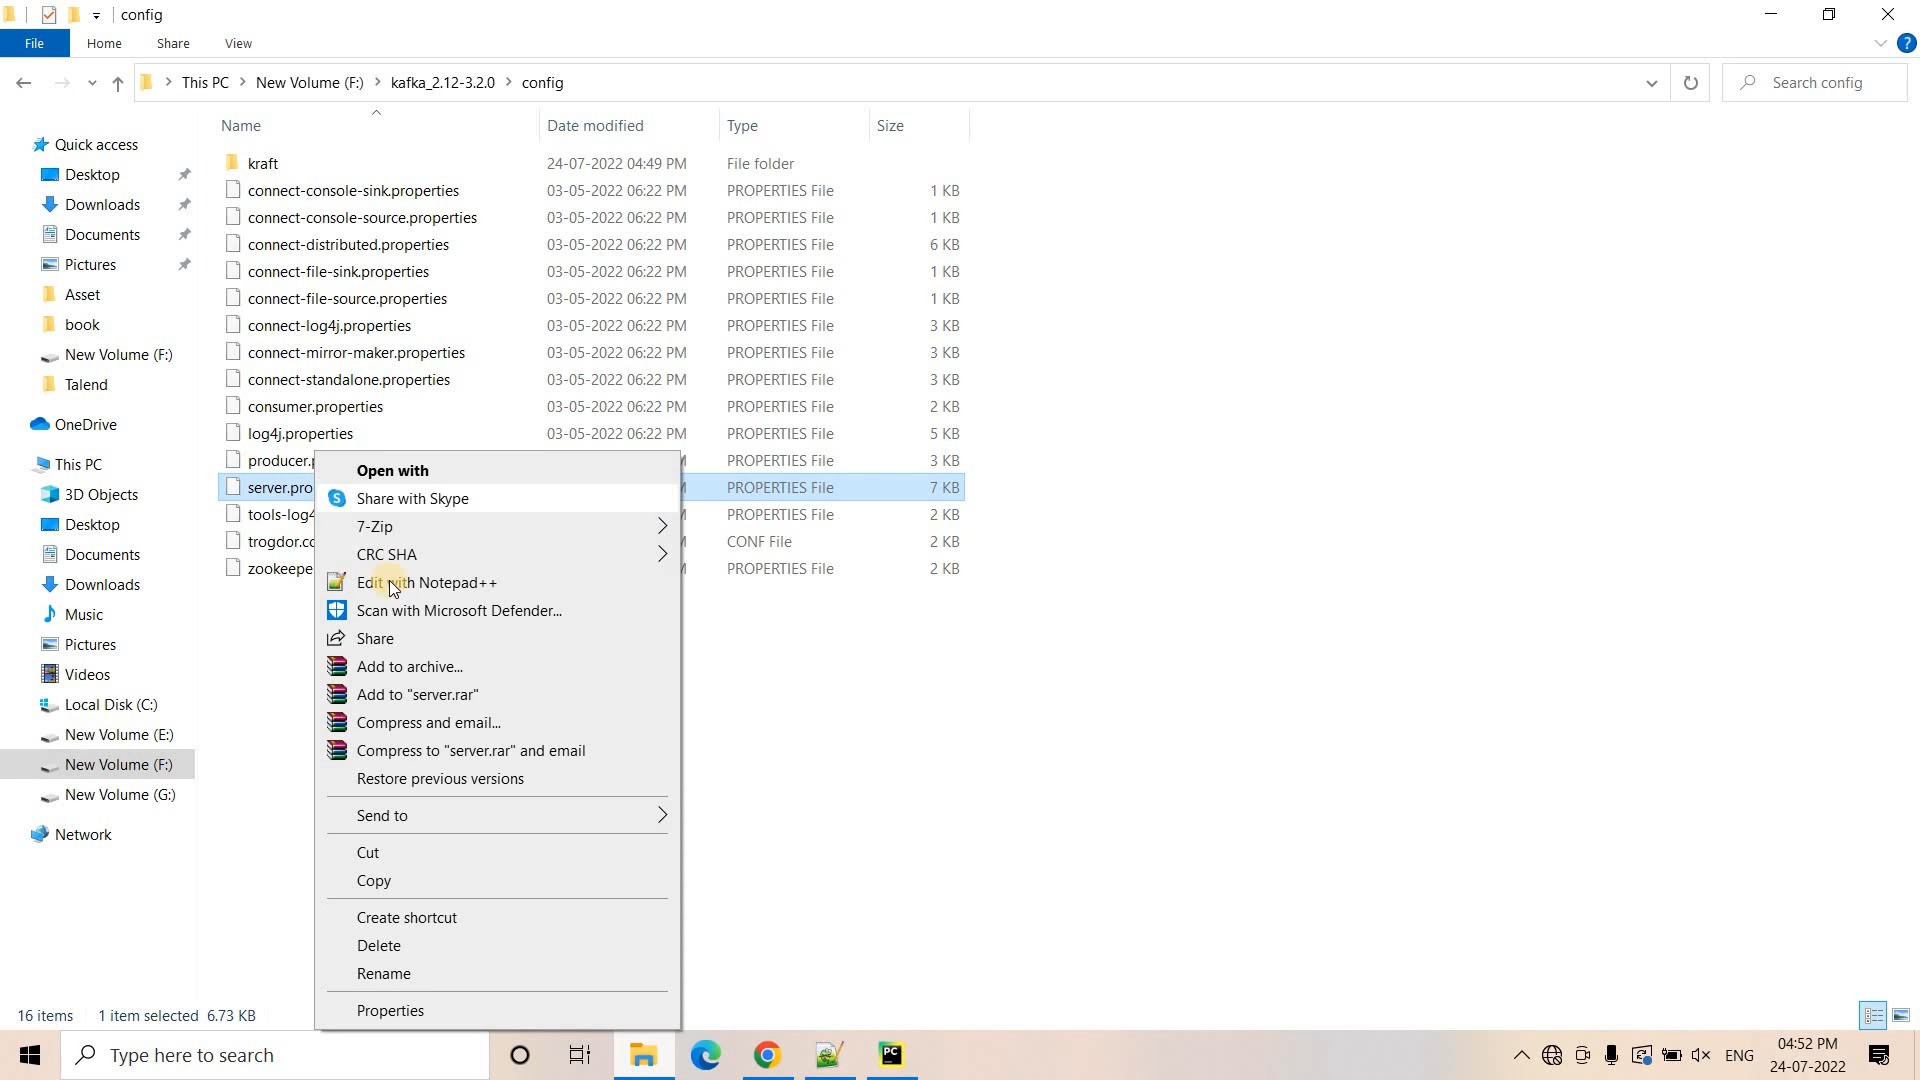 config
File Home Share View
This PC New Volume (F:) kafka_2.12-3.2.0 config Search config
Name Date modified Type Size
Quick access
Desktop
Downloads
Documents
Pictures
Asset
book
New Volume (F:)
Talend
OneDrive
This PC
3D Objects
Desktop
Documents
Downloads
Music
Pictures
Videos
Local Disk (C:)
New Volume (E:)
New Volume (F:)
New Volume (G:)
Network
kraft 24-07-2022 04:49 PM File folder
connect-console-sink.properties 03-05-2022 06:22 PM PROPERTIES File 1 KB
connect-console-source.properties 03-05-2022 06:22 PM PROPERTIES File 1 KB
connect-distributed.properties 03-05-2022 06:22 PM PROPERTIES File 6 KB
connect-file-sink.properties 03-05-2022 06:22 PM PROPERTIES File 1 KB
connect-file-source.properties 03-05-2022 06:22 PM PROPERTIES File 1 KB
connect-log4j.properties 03-05-2022 06:22 PM PROPERTIES File 3 KB
connect-mirror-maker.properties 03-05-2022 06:22 PM PROPERTIES File 3 KB
connect-standalone.properties 03-05-2022 06:22 PM PROPERTIES File 3 KB
consumer.properties 03-05-2022 06:22 PM PROPERTIES File 2 KB
log4j.properties 03-05-2022 06:22 PM PROPERTIES File 5 KB
producer. PROPERTIES File 3 KB
server.pro PROPERTIES File 7 KB
tools-log4 PROPERTIES File 2 KB
trogdor.co CONF File 2 KB
zookeepe PROPERTIES File 2 KB
Open with
Share with Skype
7-Zip
CRC SHA
Edit with Notepad++
Scan with Microsoft Defender...
Share
Add to archive...
Add to "server.rar"
Compress and email...
Compress to "server.rar" and email
Restore previous versions
Send to
Cut
Copy
Create shortcut
Delete
Rename
Properties
16 items 1 item selected 6.73 KB
Type here to search
PC
ENG
04:52 PM
24-07-2022